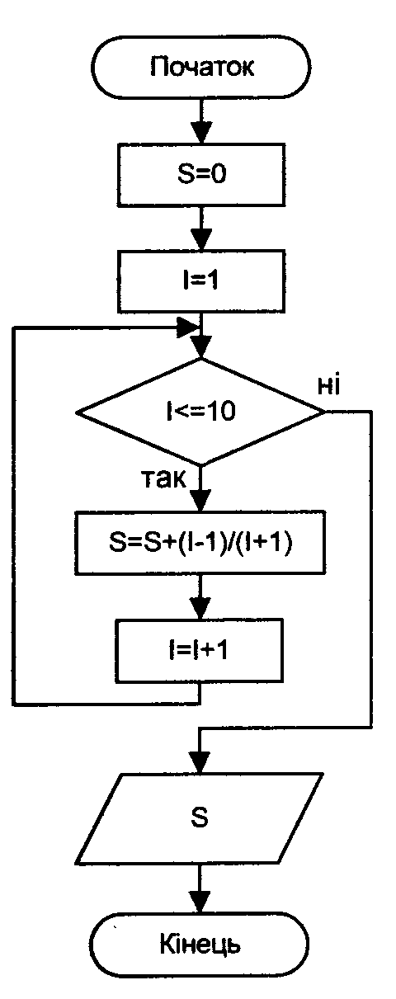 Початок
S=0
I=1
I<=10
ні
так
S=S+(I-1)/(I+1)
I=I+1
S
Кінець